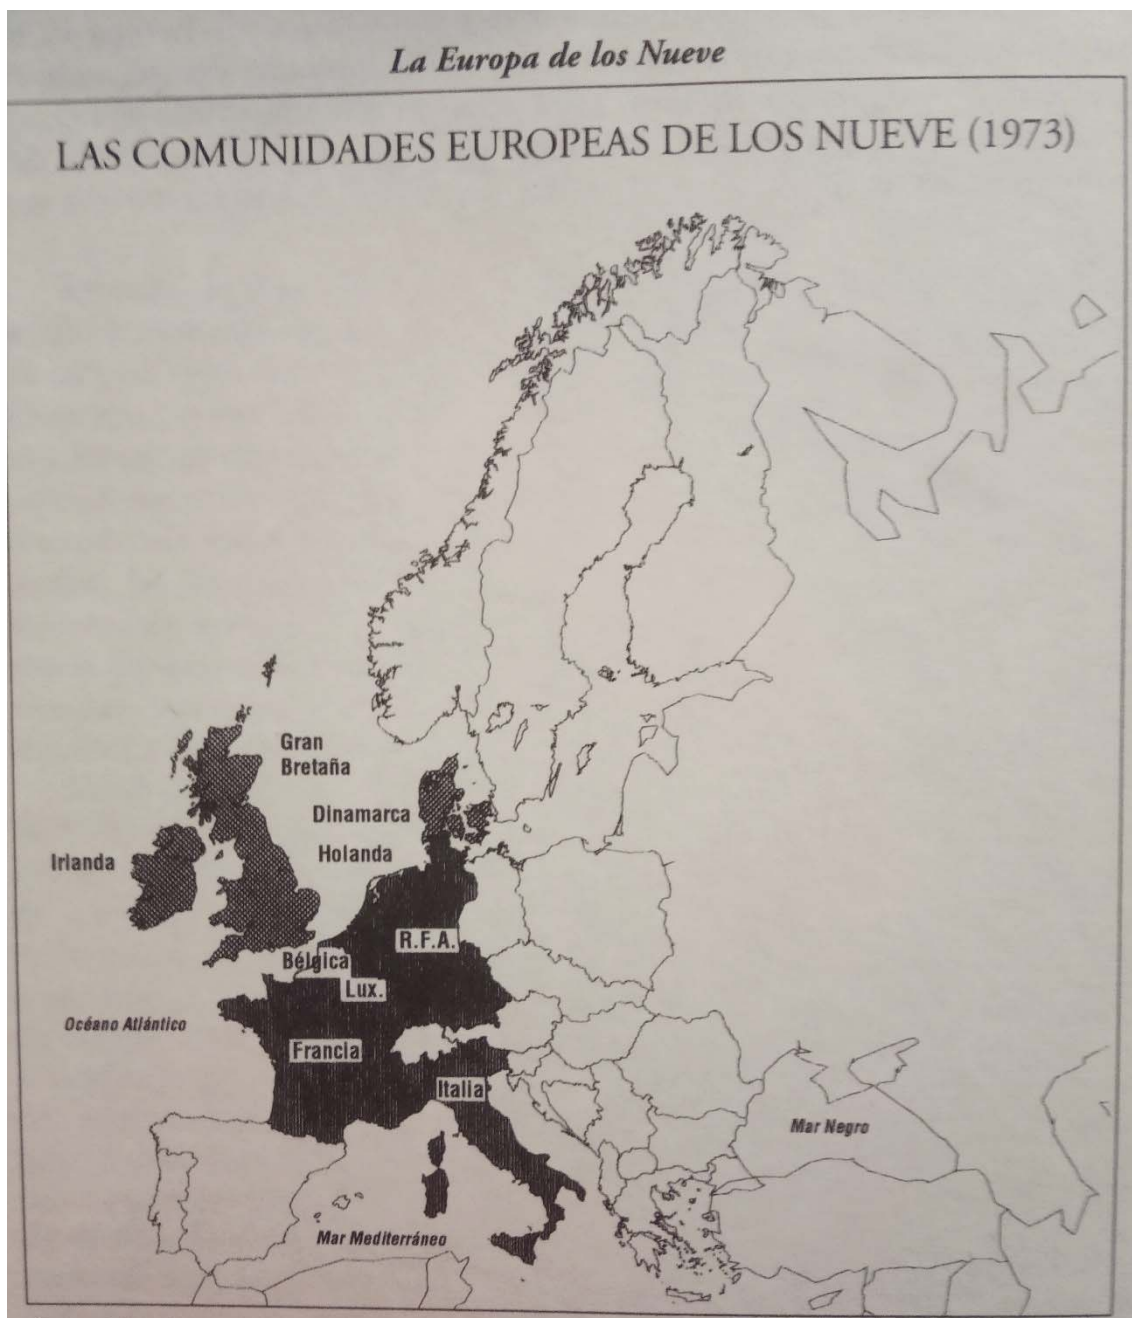 La Europa de los Nueve
LAS COMUNIDADES EUROPEAS DE LOS NUEVE (1973)
Gran
Bretaña
Dinamarca
Holanda
Irlanda
R.F.A.
Bélgica
Lux.
Océano Atlántico
Francia
Italia
Mar Negro
Mar Mediterráneo